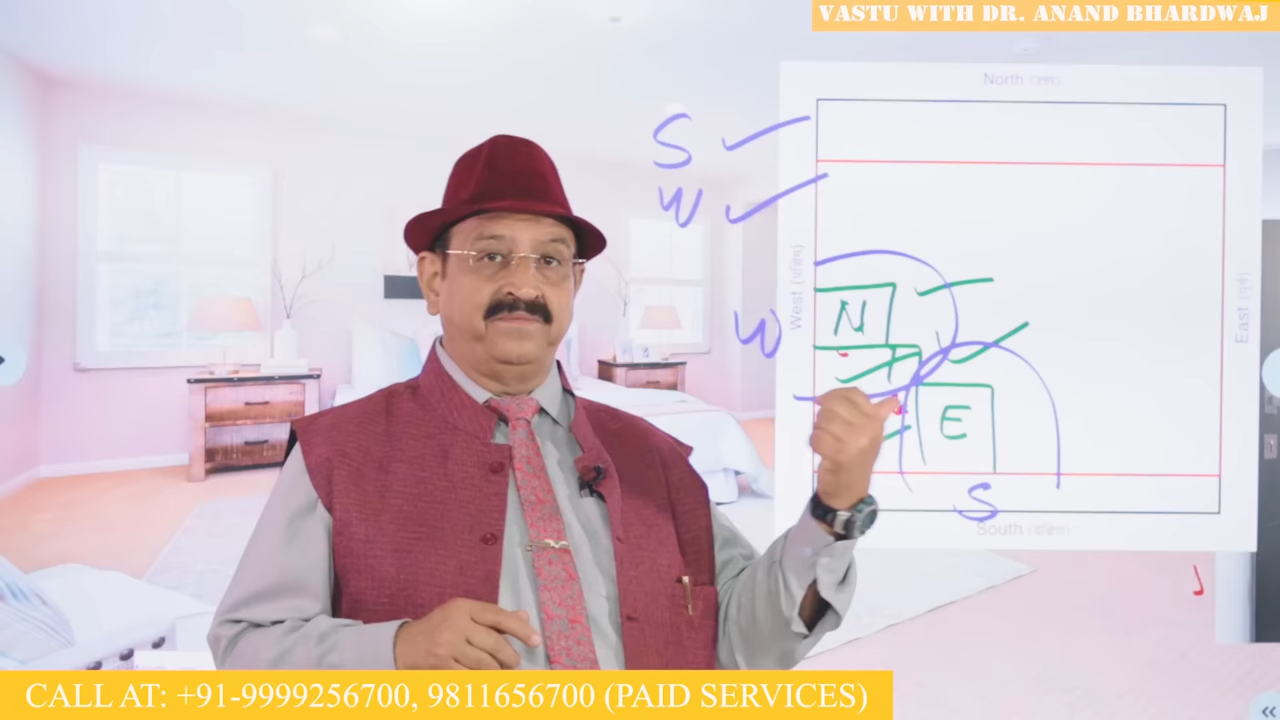 VASTU WITH DR. ANAND BHARDWAJ
North
S
W
West
N
W
East
E
S
South
CALL AT: +91-9999256700, 9811656700 (PAID SERVICES)